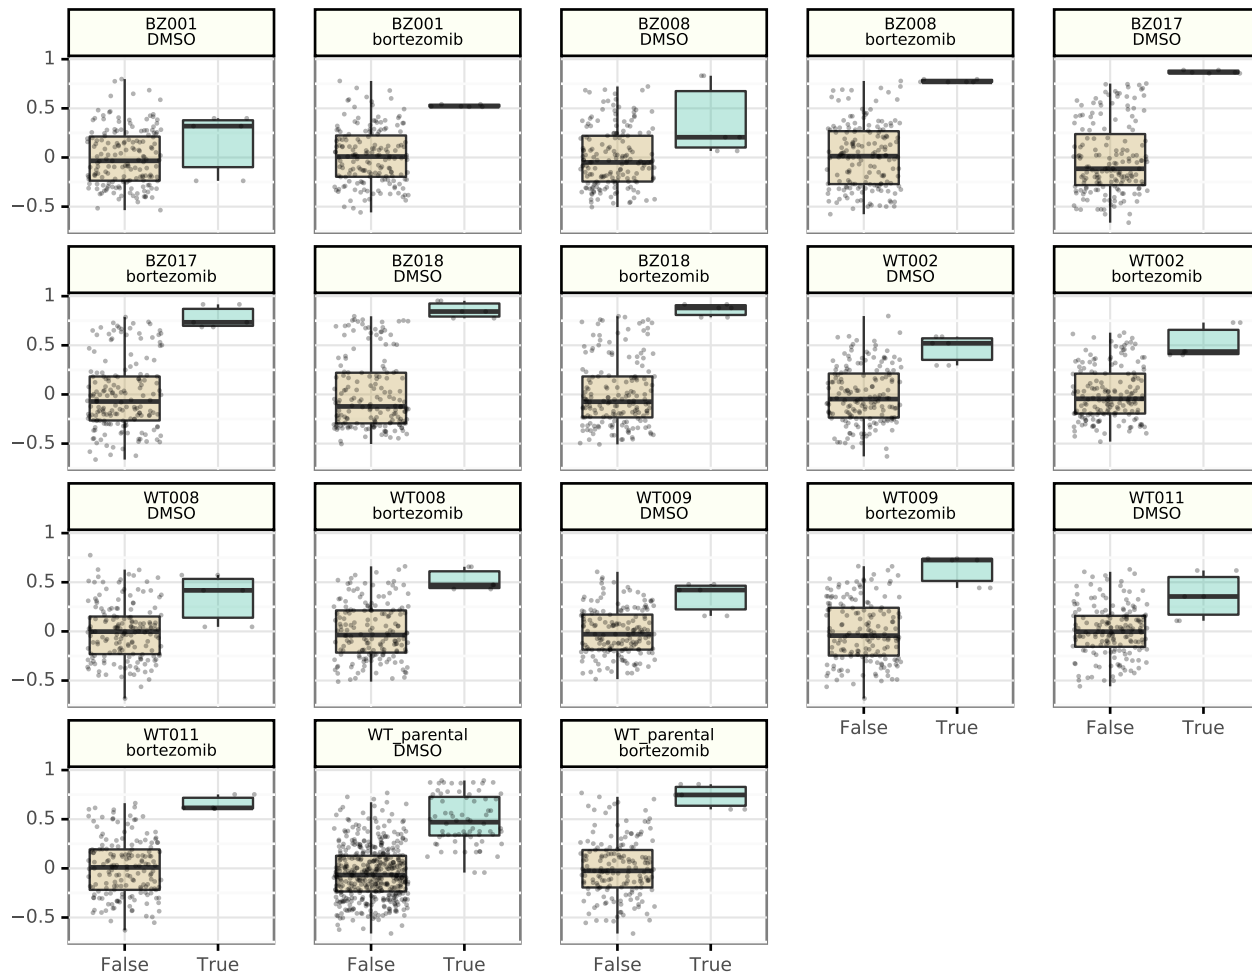 BZ001
DMSO
BZ001
bortezomib
BZ008
DMSO
BZ008
bortezomib
BZ017
DMSO
1
0.5
0
−0.5
BZ017
bortezomib
BZ018
DMSO
BZ018
bortezomib
WT002
DMSO
WT002
bortezomib
1
0.5
0
−0.5
WT008
DMSO
WT008
bortezomib
WT009
DMSO
WT009
bortezomib
WT011
DMSO
1
0.5
0
−0.5
False True
False True
WT011
bortezomib
WT_parental
DMSO
WT_parental
bortezomib
1
0.5
0
−0.5
False True
False True
False True